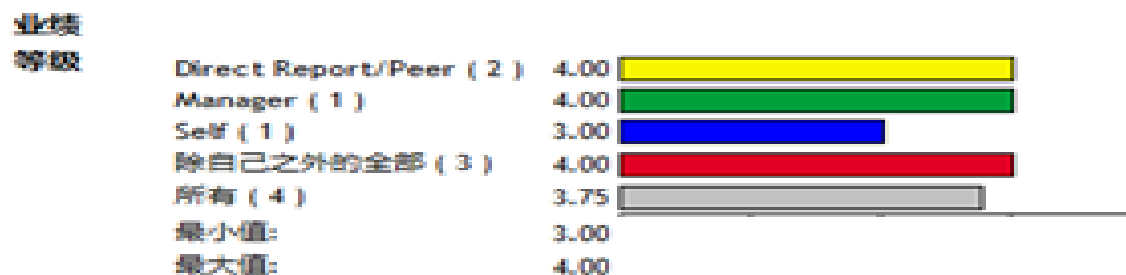 业绩
等级
Direct Report/Peer ( 2 ) 4.00
Manager ( 1 ) 4.00
Self ( 1 ) 3.00
除自己之外的全部 ( 3 ) 4.00
所有 ( 4 ) 3.75
最小值: 3.00
最大值: 4.00